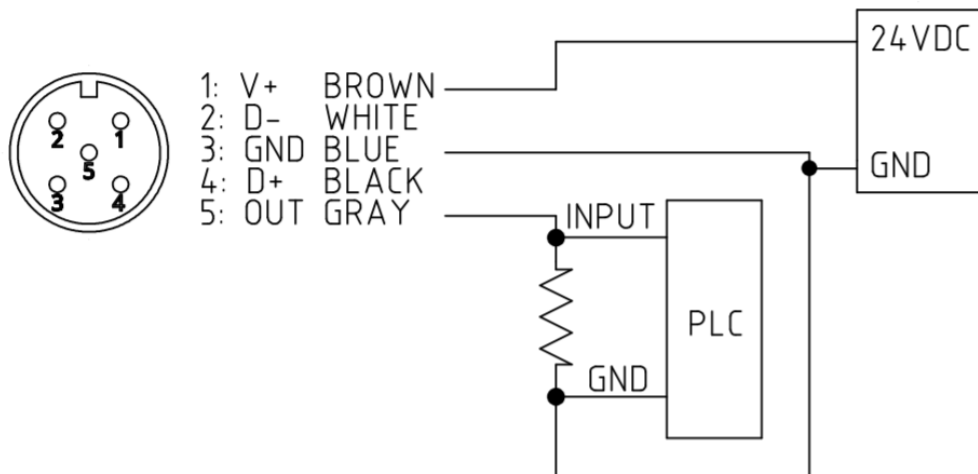 24VDC
1: V+ BROWN
2: D- WHITE
3: GND BLUE
4: D+ BLACK
5: OUT GRAY
2 1
5
3 4
GND
INPUT
PLC
GND